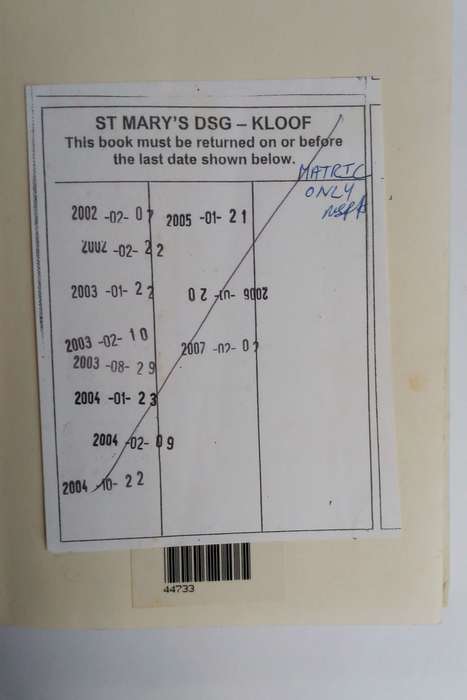 ST MARY'S DSG – KLOOF
This book must be returned on or before
the last date shown below.
MATRIC
ONLY
2002 -02- 07
2002 -02- 22
2003 -01- 22
2003 -02- 10
2003 -08- 29
2004 -01- 23
2004 -02- 09
2004 -10- 22
2005 -01- 21
2006 -01- 20
2007 -02- 07
44733